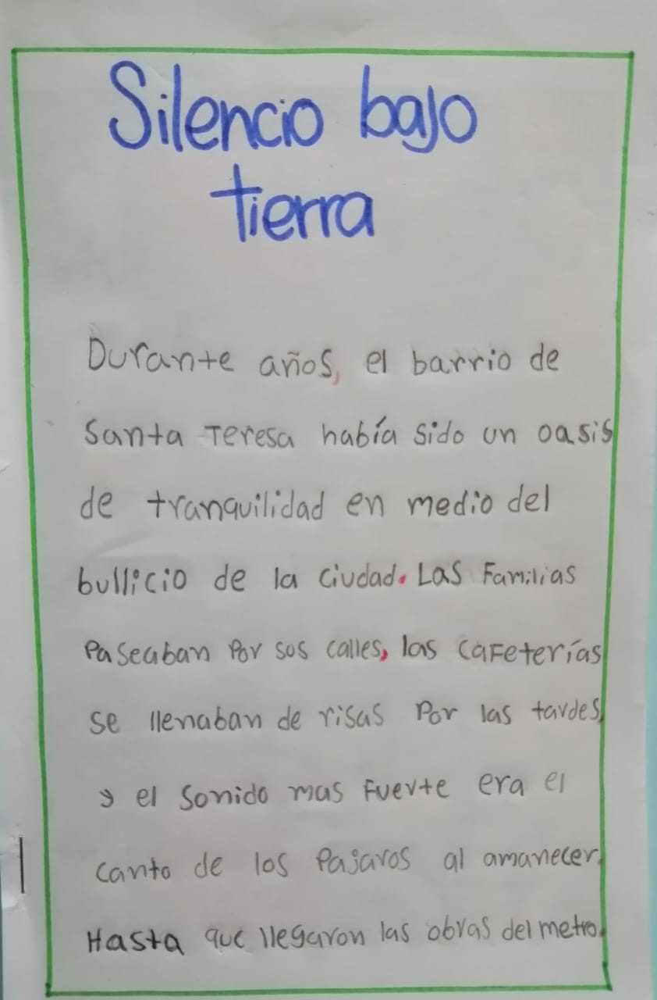 Silencio bajo
tierra
Durante años, el barrio de
Santa Teresa había sido un oasis
de tranquilidad en medio del
bullicio de la ciudad. Las Familias
Paseaban Por sus calles, las cafeterías
se llenaban de risas Por las tardes,
y el sonido mas fuerte era el
canto de los Pajaros al amanecer.
Hasta que llegaron las obras del metro.